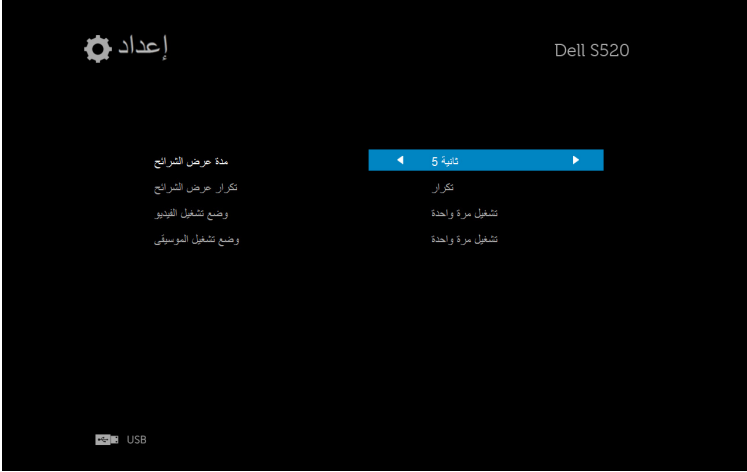 إعداد
Dell S520
مدة عرض الشرائح
ثانية 5
تكرار عرض الشرائح
تكرار
وضع تشغيل الفيديو
تشغيل مرة واحدة
وضع تشغيل الموسيقى
تشغيل مرة واحدة
USB